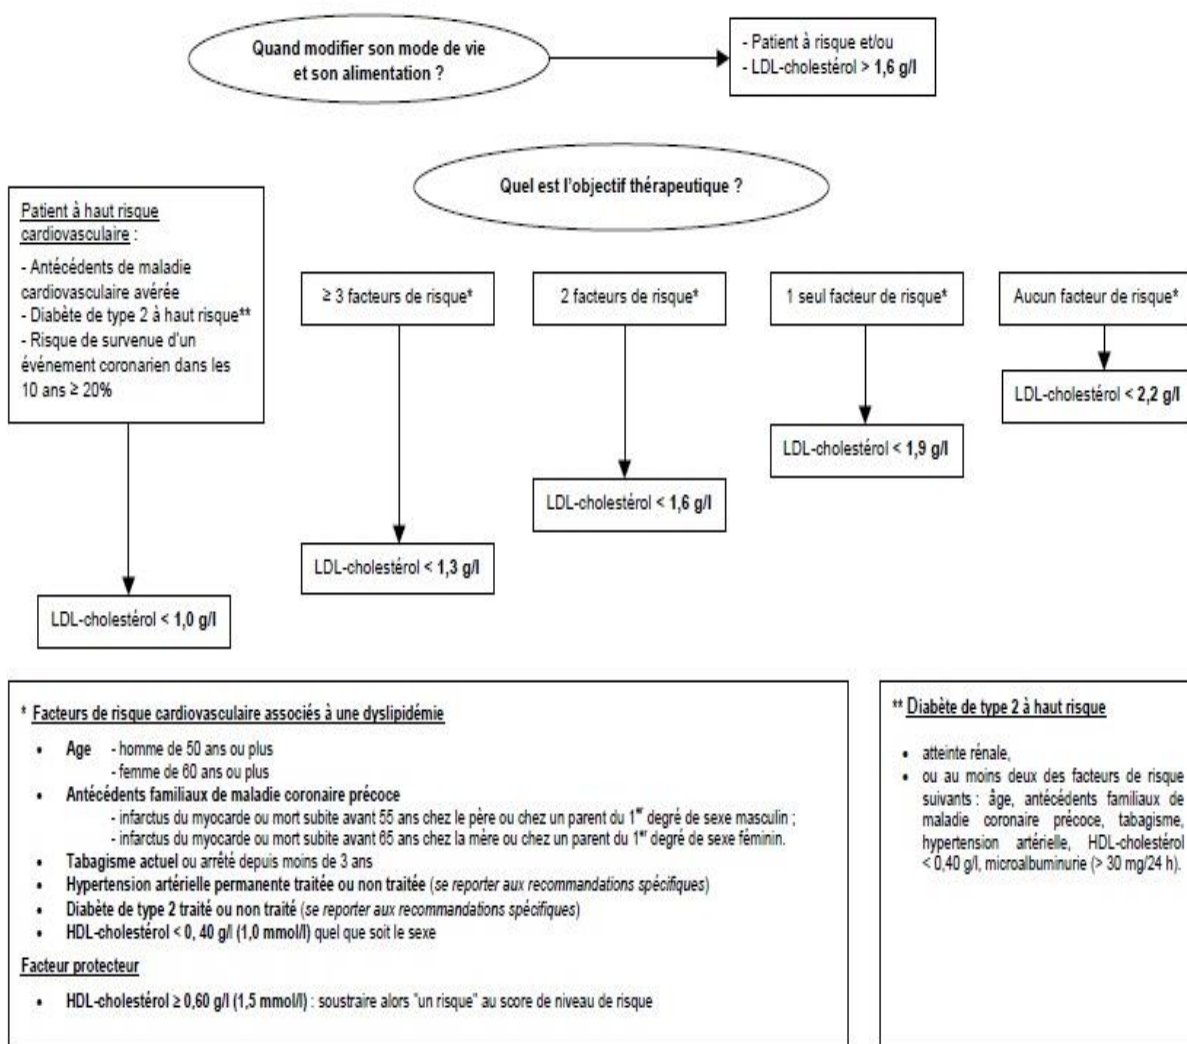 Quand modifier son mode de vie
et son alimentation ?
- Patient à risque et/ou
- LDL-cholestérol > 1,6 g/l
Quel est l'objectif thérapeutique ?
Patient à haut risque
cardiovasculaire :
- Antécédents de maladie
cardiovasculaire avérée
- Diabète de type 2 à haut risque**
- Risque de survenue d'un
événement coronarien dans les
10 ans ≥ 20%
≥ 3 facteurs de risque*
2 facteurs de risque*
1 seul facteur de risque*
Aucun facteur de risque*
LDL-cholestérol < 2,2 g/l
LDL-cholestérol < 1,9 g/l
LDL-cholestérol < 1,6 g/l
LDL-cholestérol < 1,3 g/l
LDL-cholestérol < 1,0 g/l
* Facteurs de risque cardiovasculaire associés à une dyslipidémie
• Age - homme de 50 ans ou plus
- femme de 60 ans ou plus
• Antécédents familiaux de maladie coronaire précoce
- infarctus du myocarde ou mort subite avant 55 ans chez le père ou chez un parent du 1er degré de sexe masculin ;
- infarctus du myocarde ou mort subite avant 65 ans chez la mère ou chez un parent du 1er degré de sexe féminin.
• Tabagisme actuel ou arrêté depuis moins de 3 ans
• Hypertension artérielle permanente traitée ou non traitée (se reporter aux recommandations spécifiques)
• Diabète de type 2 traité ou non traité (se reporter aux recommandations spécifiques)
• HDL-cholestérol < 0, 40 g/l (1,0 mmol/l) quel que soit le sexe
Facteur protecteur
• HDL-cholestérol ≥ 0,60 g/l (1,5 mmol/l) : soustraire alors "un risque" au score de niveau de risque
** Diabète de type 2 à haut risque
• atteinte rénale,
• ou au moins deux des facteurs de risque
suivants : âge, antécédents familiaux de
maladie coronaire précoce, tabagisme,
hypertension artérielle, HDL-cholestérol
< 0,40 g/l, microalbuminurie (> 30 mg/24 h).